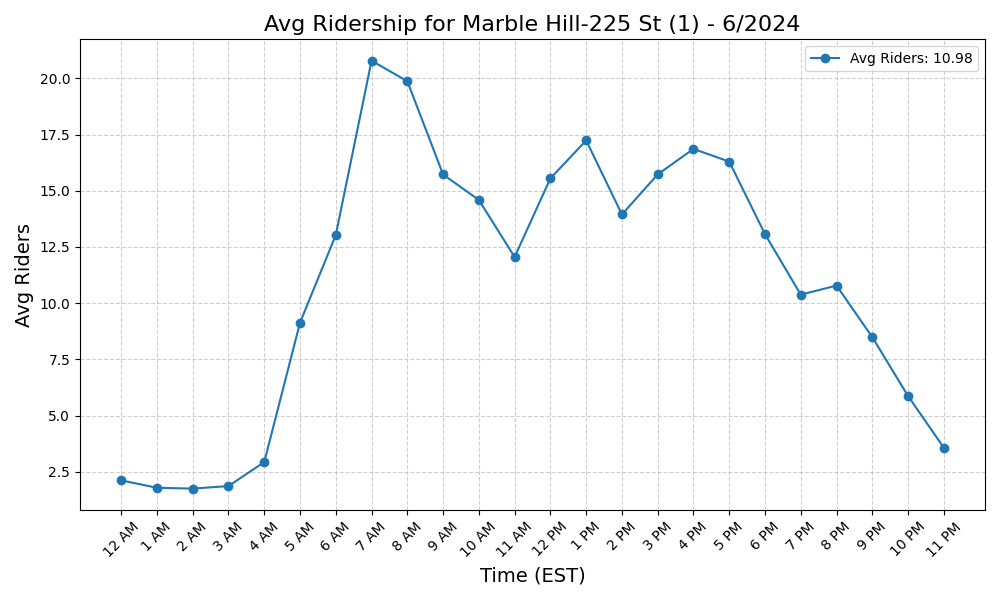 Avg Ridership for Marble Hill-225 St (1) - 6/2024
Avg Riders: 10.98
Avg Riders
20.0
17.5
15.0
12.5
10.0
7.5
5.0
2.5
12 AM
1 AM
2 AM
3 AM
4 AM
5 AM
6 AM
7 AM
8 AM
9 AM
10 AM
11 AM
12 PM
1 PM
2 PM
3 PM
4 PM
5 PM
6 PM
7 PM
8 PM
9 PM
10 PM
11 PM
Time (EST)